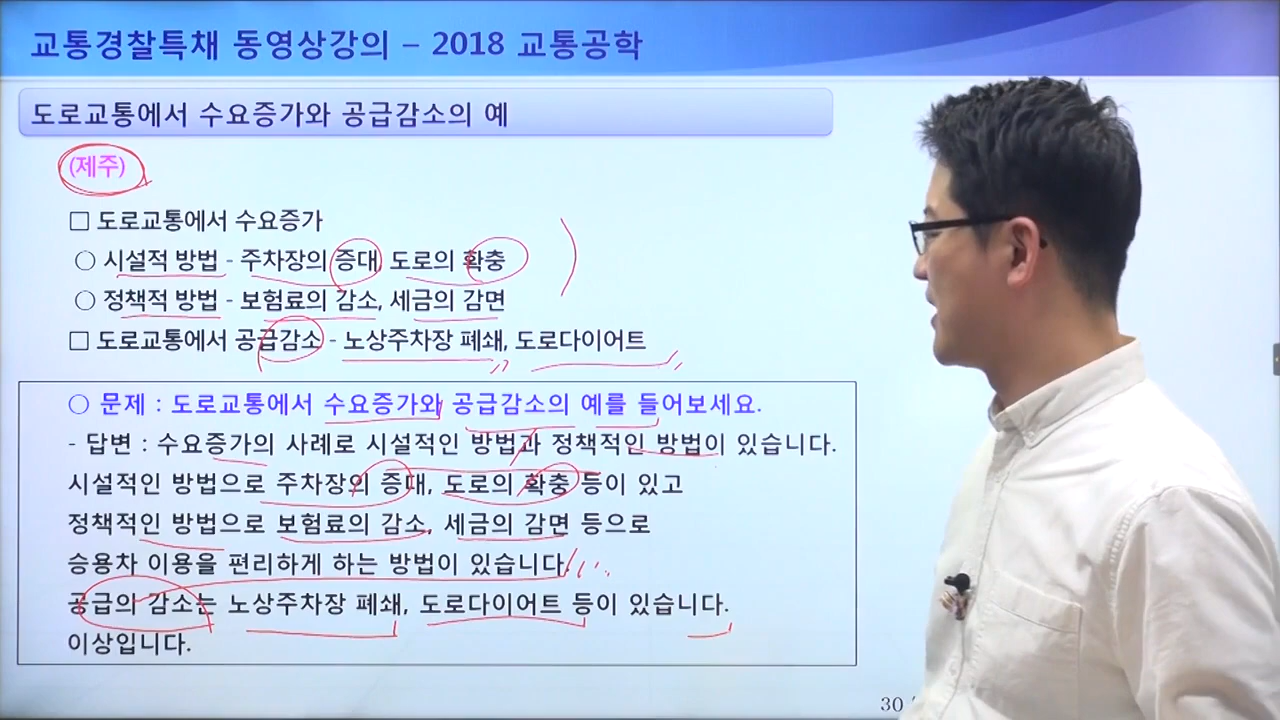 교통경찰특채 동영상강의 – 2018 교통공학
도로교통에서 수요증가와 공급감소의 예
(제주)
□ 도로교통에서 수요증가
○ 시설적 방법 - 주차장의 증대, 도로의 확충
○ 정책적 방법 - 보험료의 감소, 세금의 감면
□ 도로교통에서 공급감소 - 노상주차장 폐쇄, 도로다이어트
○ 문제 : 도로교통에서 수요증가와 공급감소의 예를 들어보세요.
- 답변 : 수요증가의 사례로 시설적인 방법과 정책적인 방법이 있습니다.
시설적인 방법으로 주차장의 증대, 도로의 확충 등이 있고
정책적인 방법으로 보험료의 감소, 세금의 감면 등으로
승용차 이용을 편리하게 하는 방법이 있습니다.
공급의 감소는 노상주차장 폐쇄, 도로다이어트 등이 있습니다.
이상입니다.
30